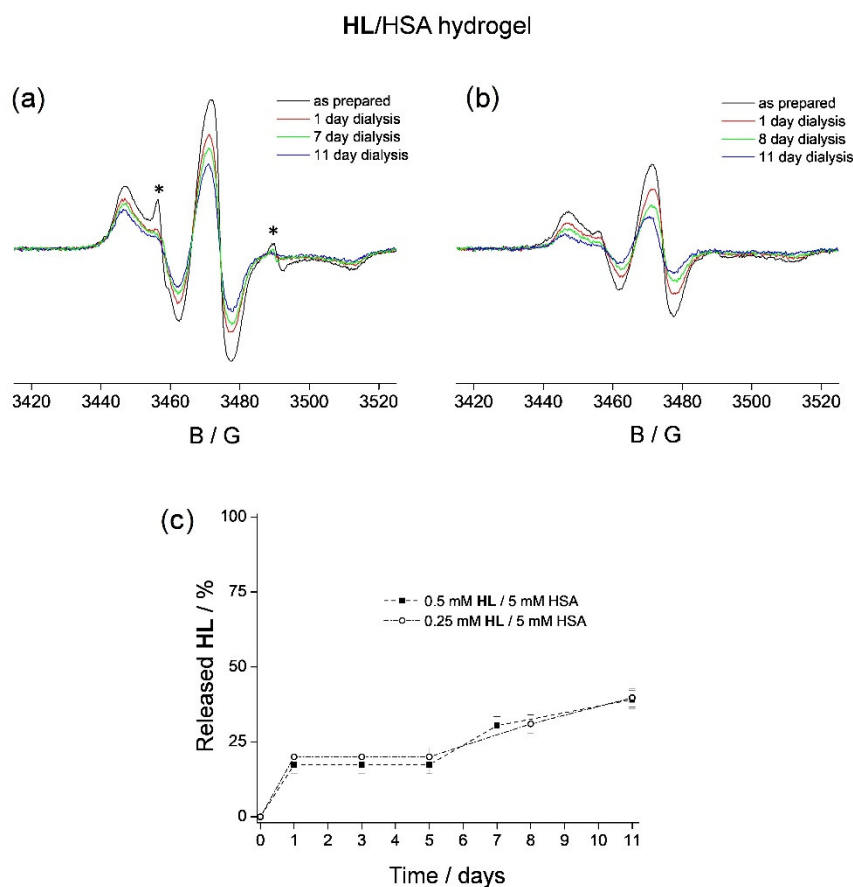 HL/HSA hydrogel
(a)
as prepared
1 day dialysis
7 day dialysis
11 day dialysis
*
*
3420 3440 3460 3480 3500 3520
B / G
(b)
as prepared
1 day dialysis
8 day dialysis
11 day dialysis
3420 3440 3460 3480 3500 3520
B / G
(c)
Released HL / %
100
75
50
25
0
0.5 mM HL / 5 mM HSA
0.25 mM HL / 5 mM HSA
0 1 2 3 4 5 6 7 8 9 10 11
Time / days